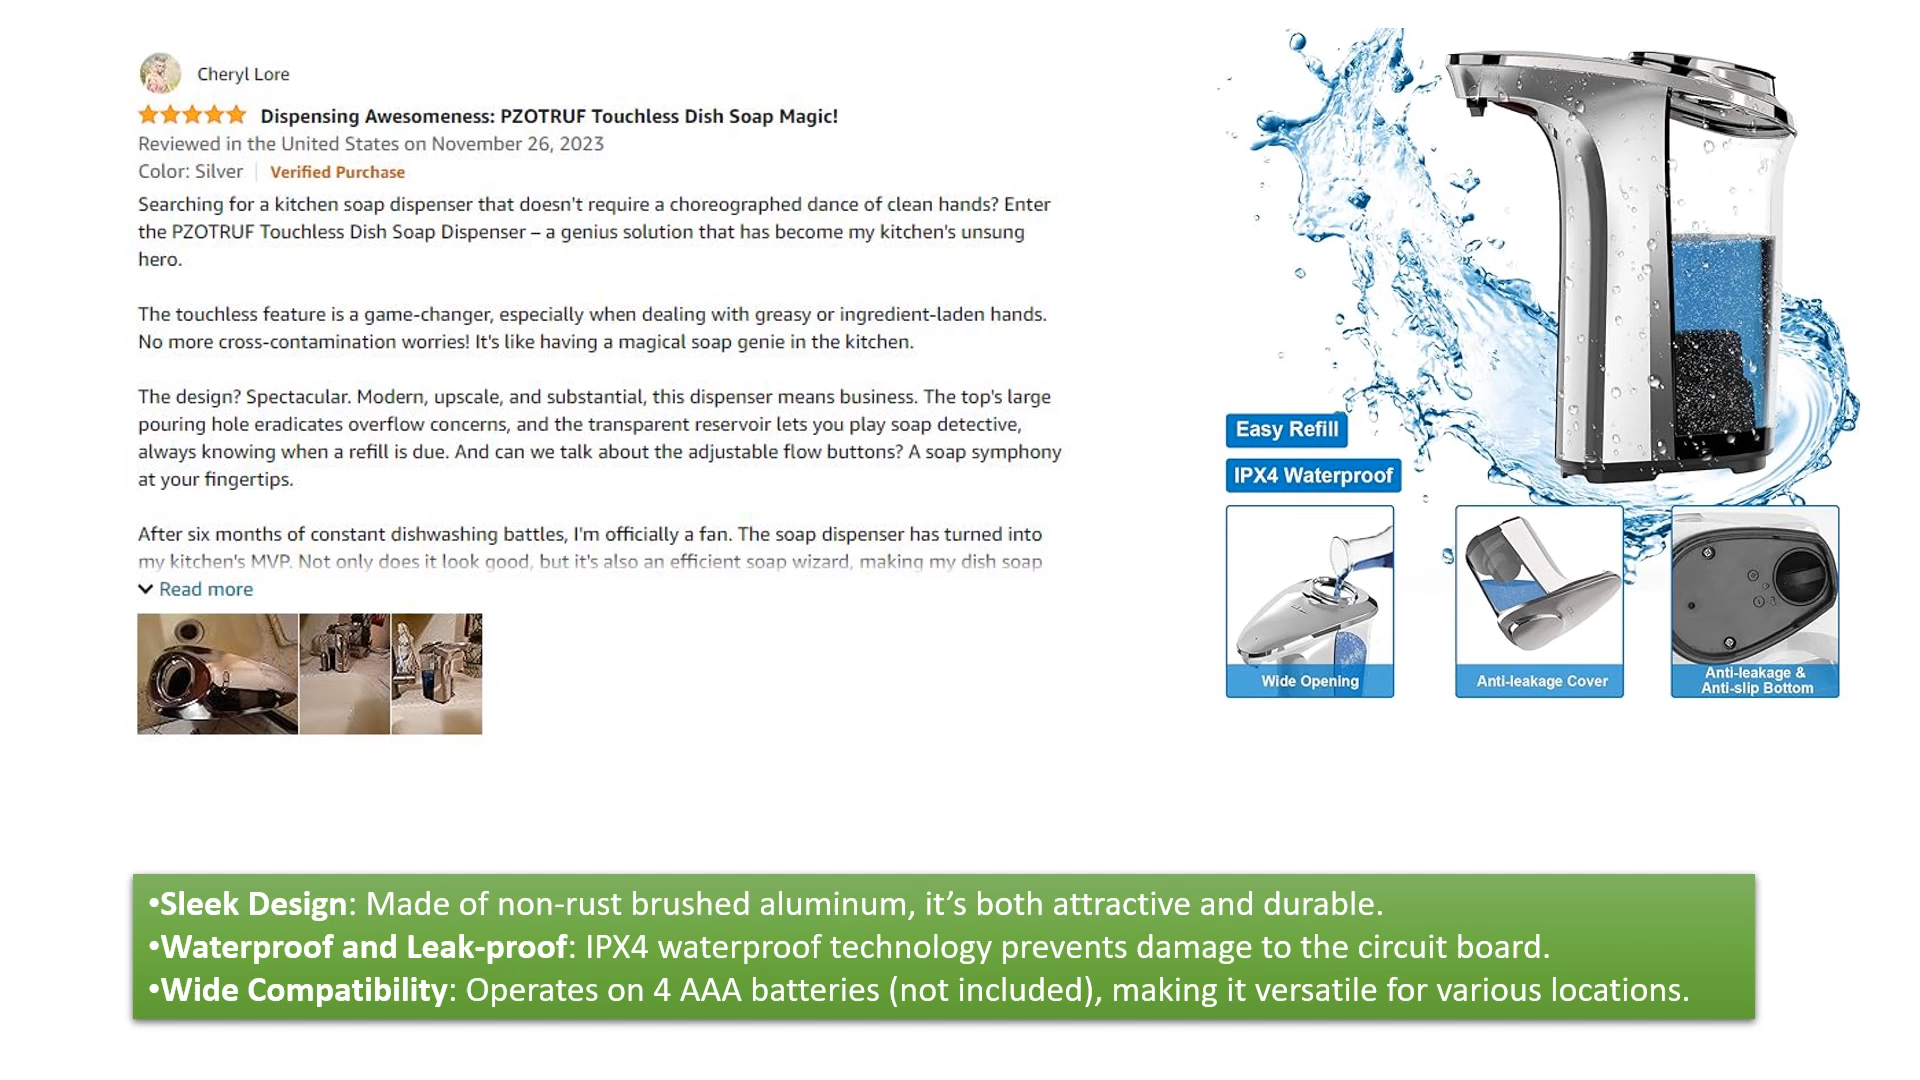 Cheryl Lore
Dispensing Awesomeness: PZOTRUF Touchless Dish Soap Magic!
Reviewed in the United States on November 26, 2023
Color: Silver | Verified Purchase
Searching for a kitchen soap dispenser that doesn't require a choreographed dance of clean hands? Enter
the PZOTRUF Touchless Dish Soap Dispenser – a genius solution that has become my kitchen's unsung
hero.
The touchless feature is a game-changer, especially when dealing with greasy or ingredient-laden hands.
No more cross-contamination worries! It's like having a magical soap genie in the kitchen.
The design? Spectacular. Modern, upscale, and substantial, this dispenser means business. The top's large
pouring hole eradicates overflow concerns, and the transparent reservoir lets you play soap detective,
always knowing when a refill is due. And can we talk about the adjustable flow buttons? A soap symphony
at your fingertips.
After six months of constant dishwashing battles, I'm officially a fan. The soap dispenser has turned into
my kitchen's MVP. Not only does it look good, but it's also an efficient soap wizard, making my dish soap
Read more
Easy Refill
IPX4 Waterproof
Wide Opening
Anti-leakage Cover
Anti-leakage &
Anti-slip Bottom
•Sleek Design: Made of non-rust brushed aluminum, it’s both attractive and durable.
•Waterproof and Leak-proof: IPX4 waterproof technology prevents damage to the circuit board.
•Wide Compatibility: Operates on 4 AAA batteries (not included), making it versatile for various locations.